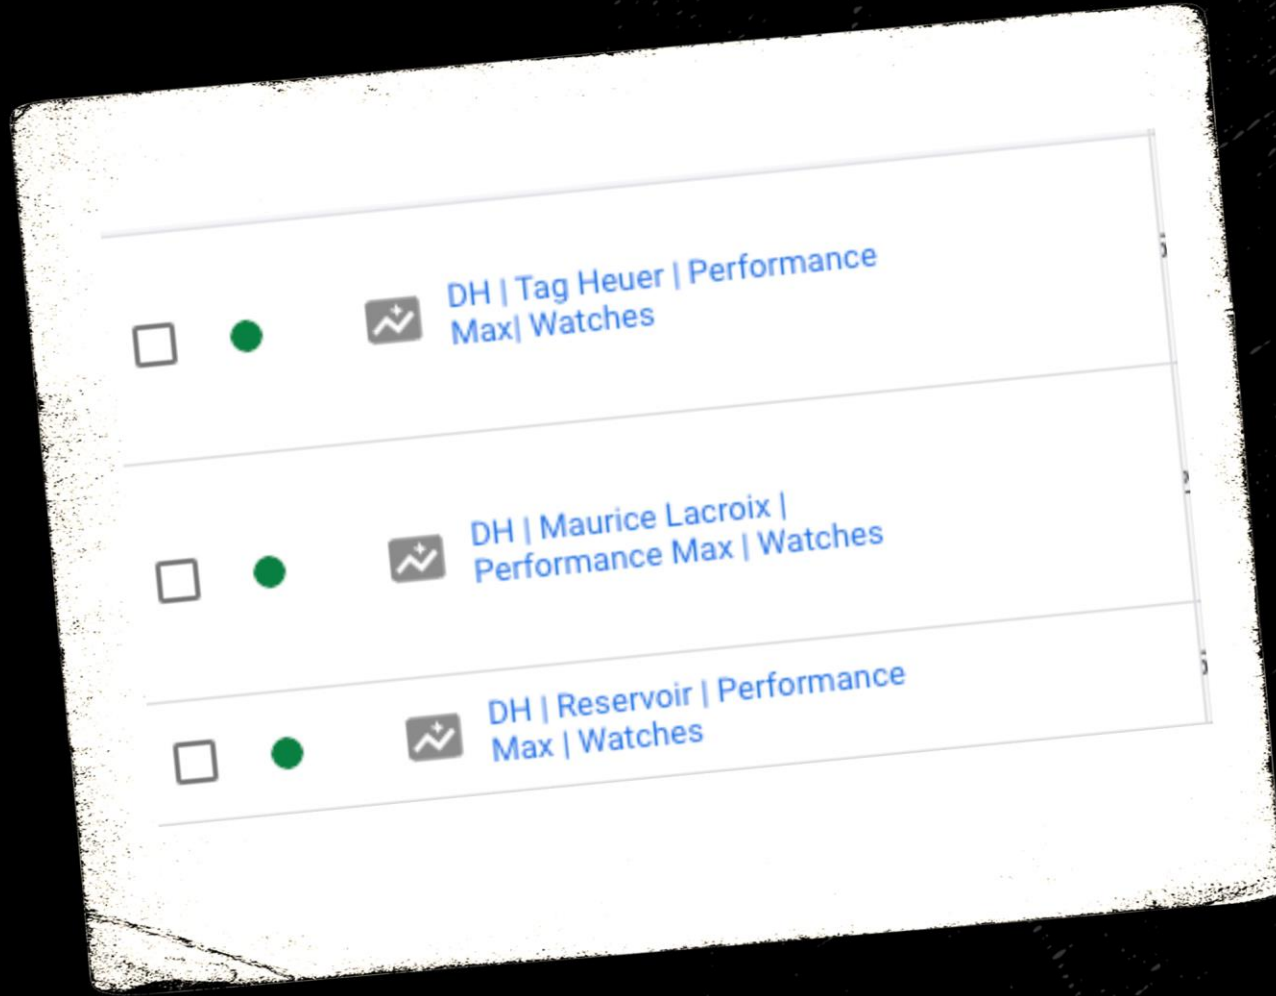 DH | Tag Heuer | Performance
Max| Watches
DH | Maurice Lacroix |
Performance Max | Watches
DH | Reservoir | Performance
Max | Watches